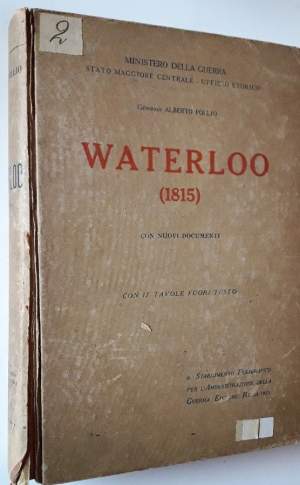 2
MINISTERO DELLA GUERRA
STATO MAGGIORE CENTRALE - UFFICIO STORICO
GENERALE ALBERTO POLLIO
WATERLOO
(1815)
CON NUOVI DOCUMENTI
CON 17 TAVOLE FUORI TESTO
STABILIMENTO POLIGRAFICO
PER L'AMMINISTRAZIONE DELLA
GUERRA